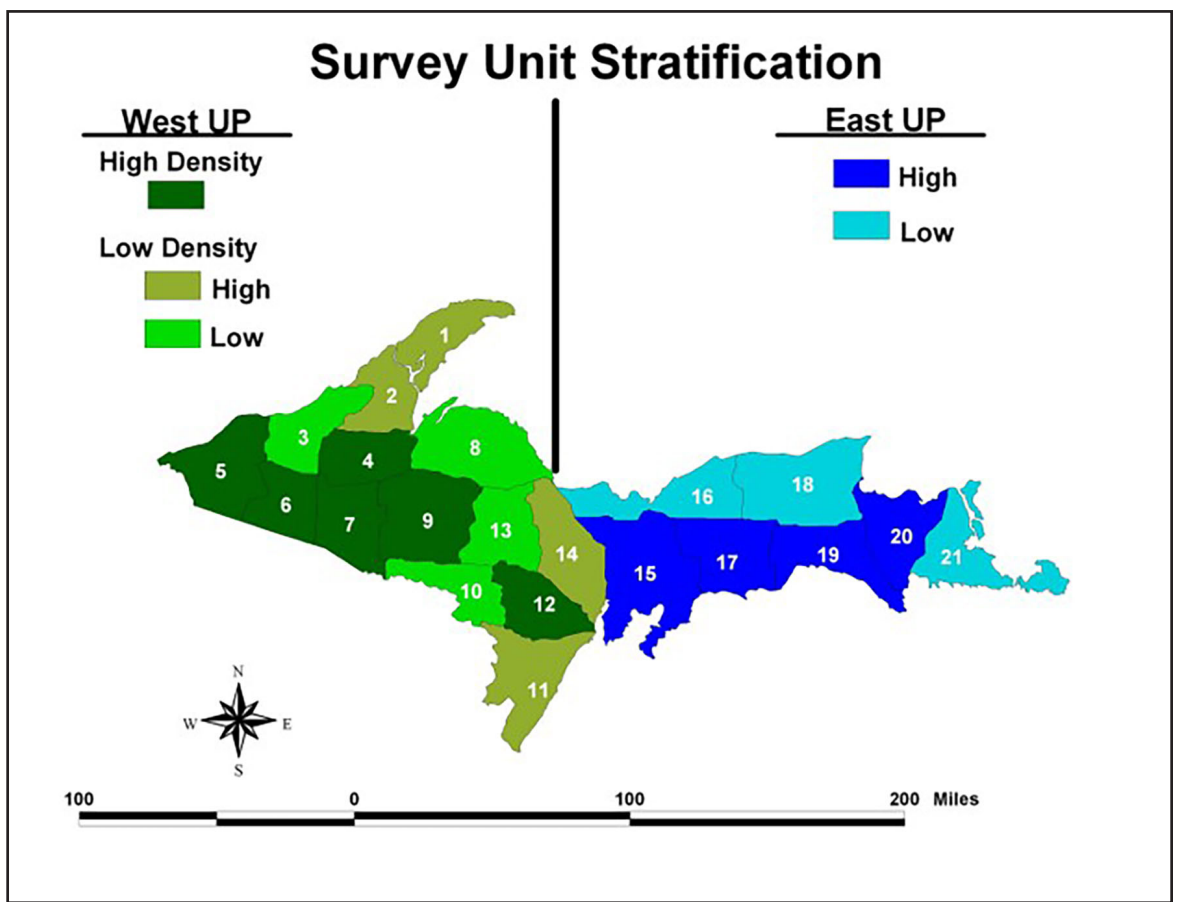 Survey Unit Stratification
West UP
High Density
Low Density
High
Low
East UP
High
Low
1
2
3
4
5
6
7
8
9
10
11
12
13
14
15
16
17
18
19
20
21
N
W E
S
100 0 100 200 Miles